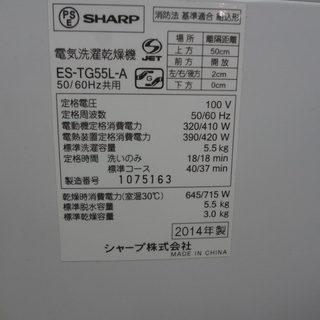 PS E SHARP
消防法 基準適合 組込形
場所 離隔距離
上方 50cm
前方 開放
左右方/後方 2cm
下方 0cm
電気洗濯乾燥機
S JET
G
ES-TG55L-A
50/60Hz共用
定格電圧 100 V
定格周波数 50/60 Hz
電動機定格消費電力 320/410 W
電熱装置定格消費電力 390/420 W
標準洗濯容量 5.5 kg
定格時間 洗いのみ 18/18 min
標準コース 40/37 min
製造番号 1075163
乾燥時消費電力(室温30℃) 645/715 W
標準脱水容量 5.5 kg
標準乾燥容量 3.0 kg
シャープ株式会社 2014年製
MADE IN CHINA